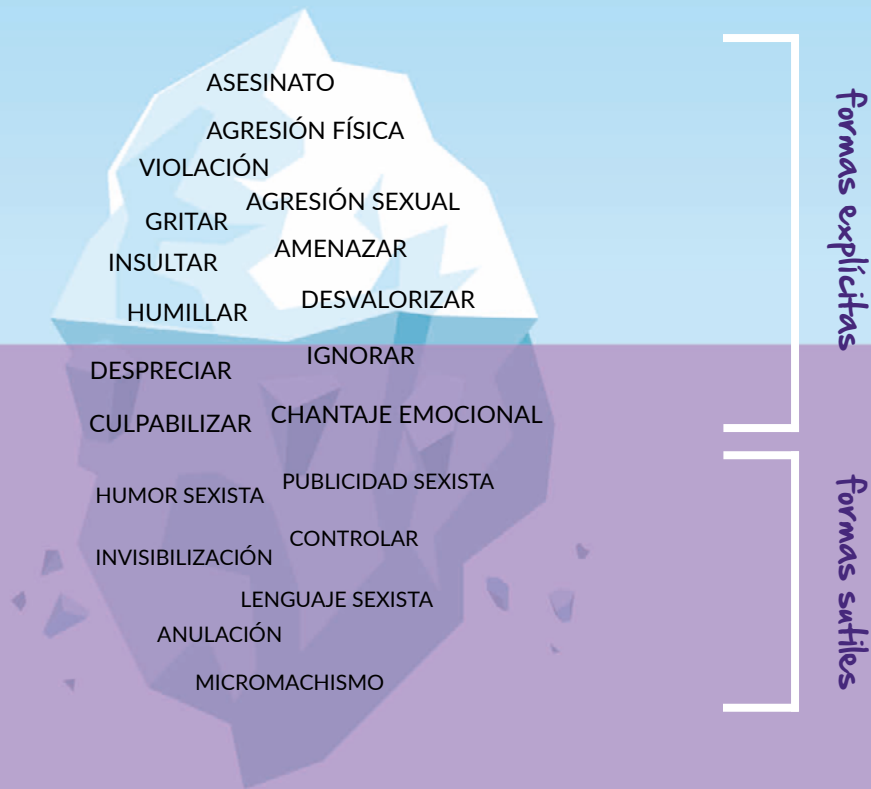 ASESINATO
AGRESIÓN FÍSICA
VIOLACIÓN
AGRESIÓN SEXUAL
GRITAR
AMENAZAR
INSULTAR
DESVALORIZAR
HUMILLAR
IGNORAR
DESPRECIAR
CHANTAJE EMOCIONAL
CULPABILIZAR
PUBLICIDAD SEXISTA
HUMOR SEXISTA
CONTROLAR
INVISIBILIZACIÓN
LENGUAJE SEXISTA
ANULACIÓN
MICROMACHISMO
formas explícitas
formas sutiles